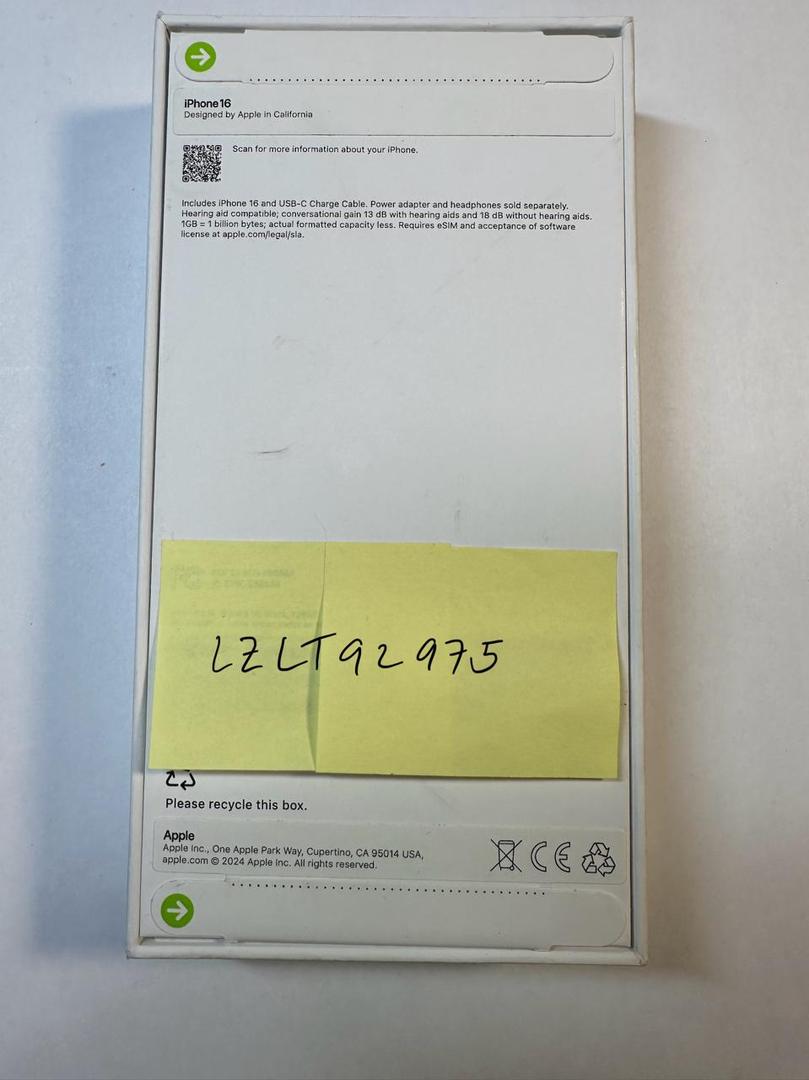 iPhone 16
Designed by Apple in California
Scan for more information about your iPhone.
Includes iPhone 16 and USB-C Charge Cable. Power adapter and headphones sold separately.
Hearing aid compatible; conversational gain 13 dB with hearing aids and 18 dB without hearing aids.
1GB = 1 billion bytes; actual formatted capacity less. Requires eSIM and acceptance of software
license at apple.com/legal/sla.
LZLT92975
Please recycle this box.
Apple
Apple Inc., One Apple Park Way, Cupertino, CA 95014 USA,
apple.com © 2024 Apple Inc. All rights reserved.
CE